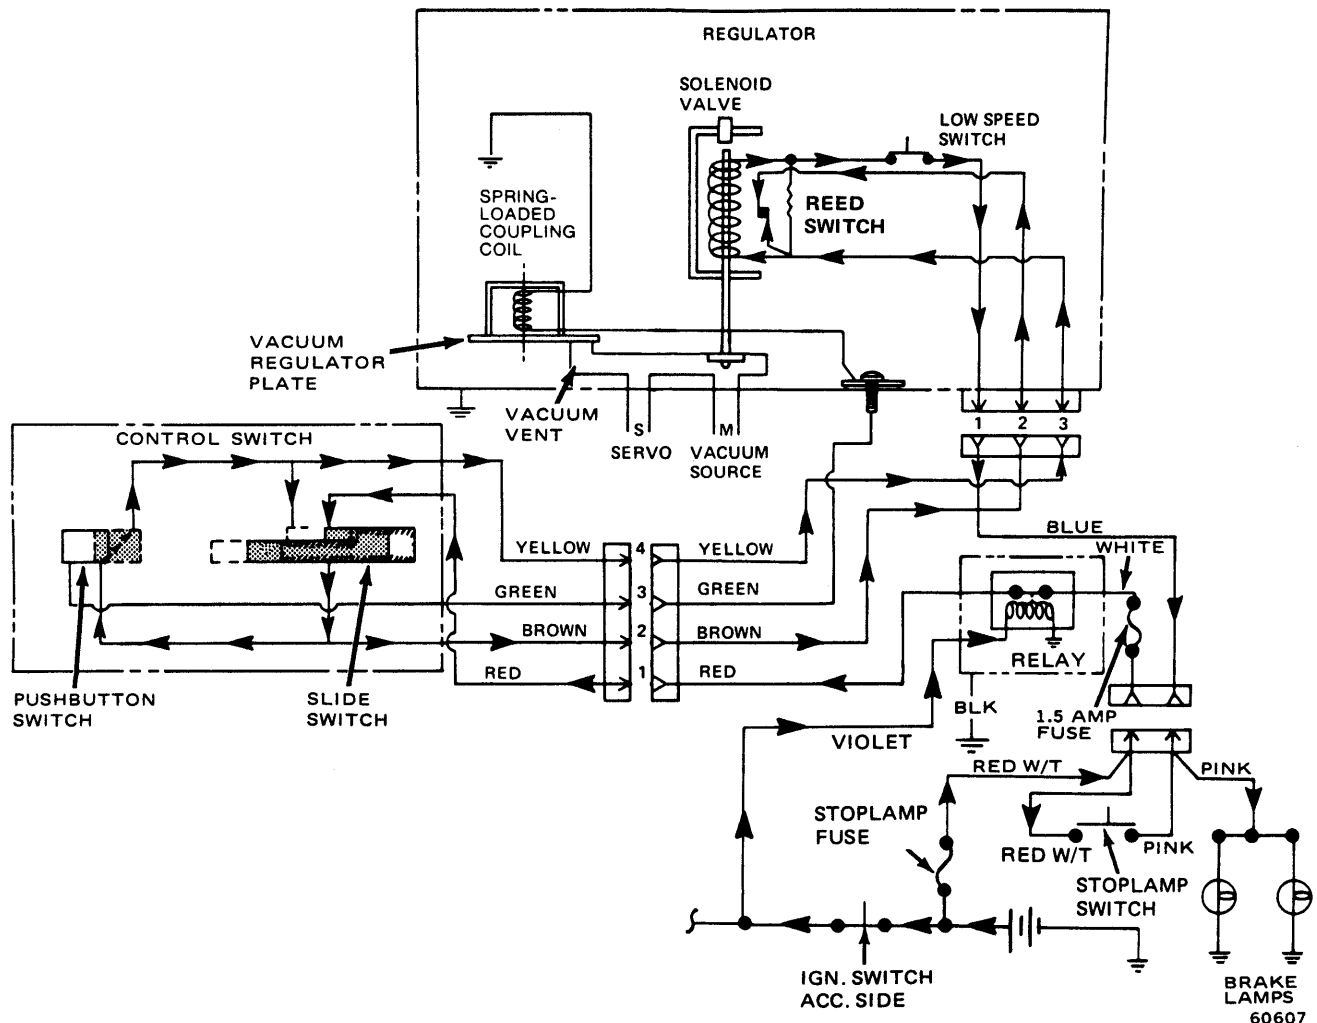 REGULATOR
SOLENOID
VALVE
LOW SPEED
SWITCH
SPRING-
LOADED
COUPLING
COIL
REED
SWITCH
VACUUM
REGULATOR
PLATE
VACUUM
VENT
S
SERVO
M
VACUUM
SOURCE
1 2 3
CONTROL SWITCH
YELLOW
4
YELLOW
GREEN
3
GREEN
BROWN
2
BROWN
RED
1
RED
BLUE
WHITE
RELAY
PUSHBUTTON
SWITCH
SLIDE
SWITCH
BLK
1.5 AMP
FUSE
VIOLET
RED W/T
PINK
STOPLAMP
FUSE
RED W/T
PINK
STOPLAMP
SWITCH
IGN. SWITCH
ACC. SIDE
BRAKE
LAMPS
60607